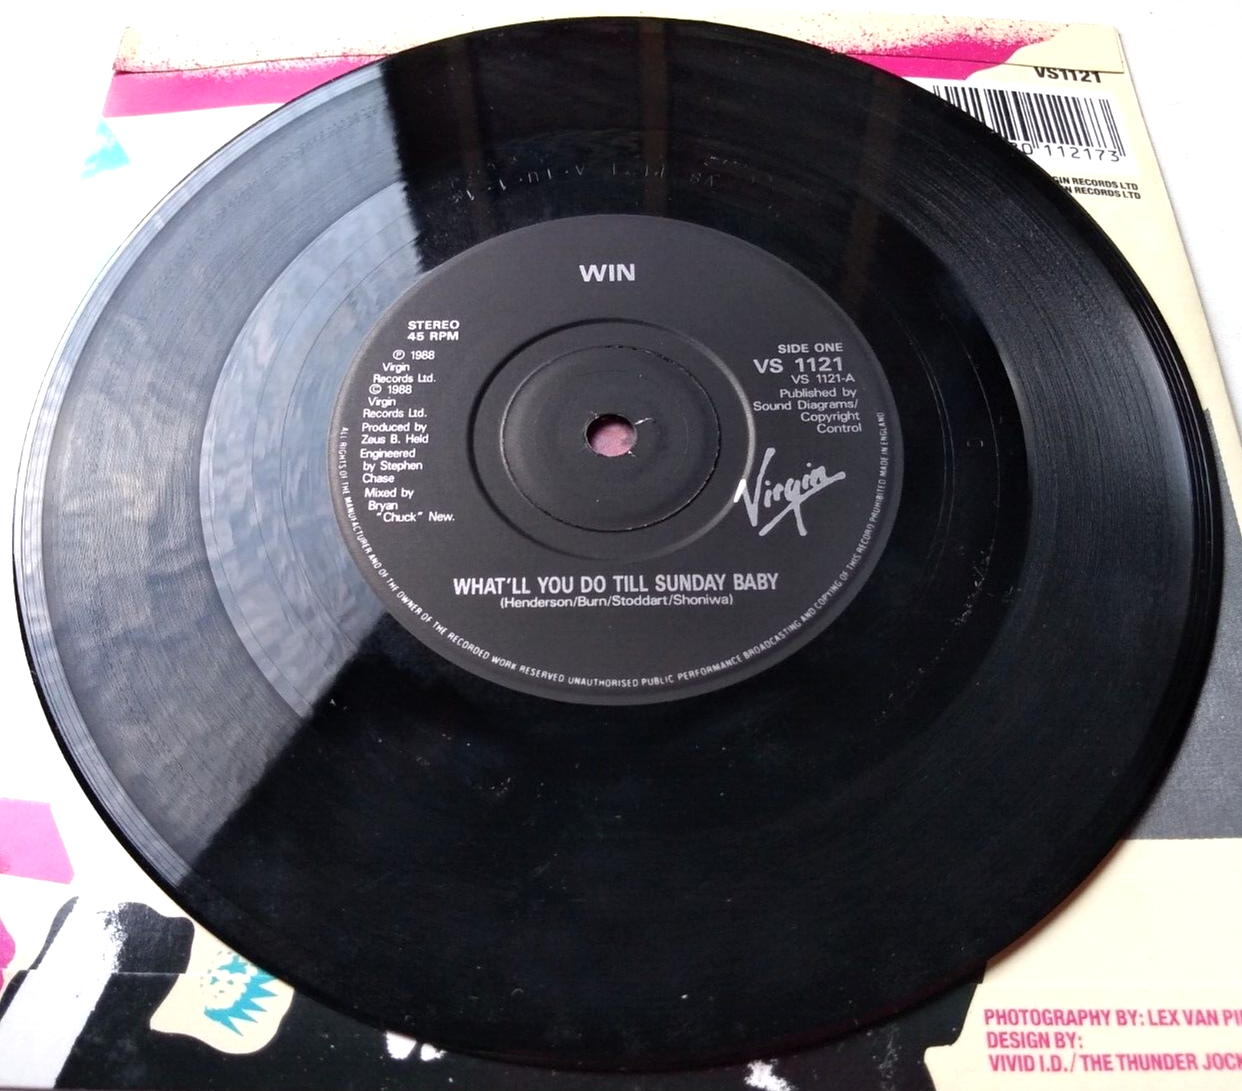 VS1121
0 112173
GIN RECORDS LTD
N RECORDS LTD
WIN
STEREO
45 RPM
Ⓟ 1988
Virgin
Records Ltd.
© 1988
Virgin
Records Ltd.
Produced by
Zeus B. Held
Engineered
by Stephen
Chase
Mixed by
Bryan
"Chuck" New.
SIDE ONE
VS 1121
VS 1121-A
Published by
Sound Diagrams/
Copyright
Control
Virgin
WHAT'LL YOU DO TILL SUNDAY BABY
(Henderson/Burn/Stoddart/Shoniwa)
ALL RIGHTS OF THE MANUFACTURER AND OF THE OWNER OF THE RECORDED WORK RESERVED UNAUTHORISED PUBLIC PERFORMANCE BROADCASTING AND COPYING OF THIS RECORD PROHIBITED MADE IN ENGLAND
PHOTOGRAPHY BY: LEX VAN
DESIGN BY:
VIVID I.D./THE THUNDER JOCK